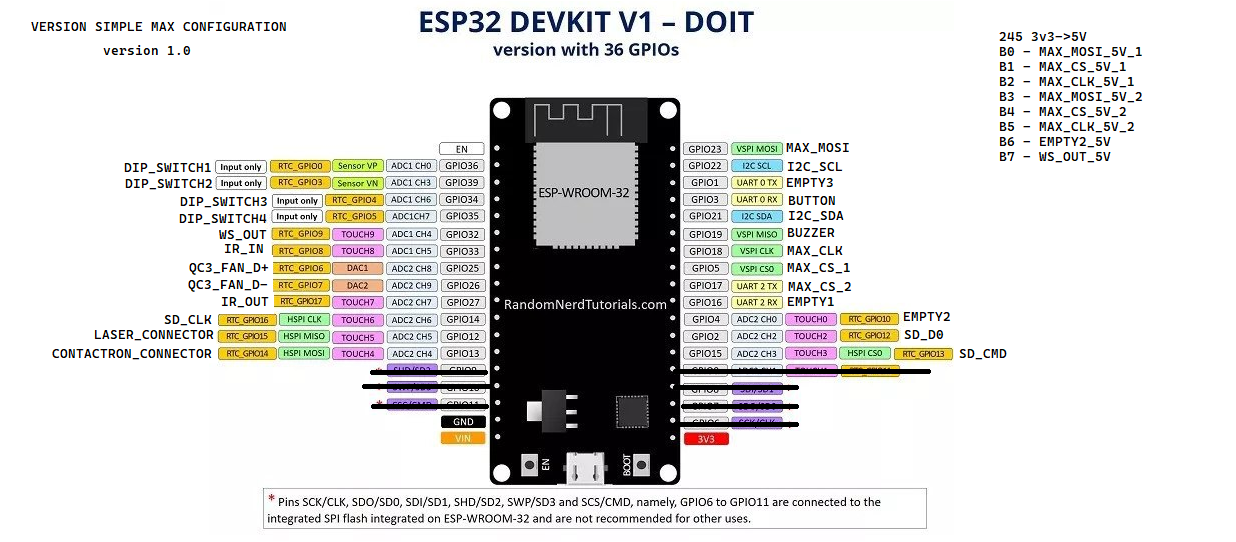 ESP32 DEVKIT V1 – DOIT
version with 36 GPIOs
VERSION SIMPLE MAX CONFIGURATION
version 1.0
245 3v3->5V
B0 - MAX_MOSI_5V_1
B1 - MAX_CS_5V_1
B2 - MAX_CLK_5V_1
B3 - MAX_MOSI_5V_2
B4 - MAX_CS_5V_2
B5 - MAX_CLK_5V_2
B6 - EMPTY2_5V
B7 - WS_OUT_5V
EN
DIP_SWITCH1 Input only RTC_GPIO0 Sensor VP ADC1 CH0 GPIO36
DIP_SWITCH2 Input only RTC_GPIO3 Sensor VN ADC1 CH3 GPIO39
DIP_SWITCH3 Input only RTC_GPIO4 ADC1 CH6 GPIO34
DIP_SWITCH4 Input only RTC_GPIO5 ADC1CH7 GPIO35
WS_OUT RTC_GPIO9 TOUCH9 ADC1 CH4 GPIO32
IR_IN RTC_GPIO8 TOUCH8 ADC1 CH5 GPIO33
QC3_FAN_D+ RTC_GPIO6 DAC1 ADC2 CH8 GPIO25
QC3_FAN_D- RTC_GPIO7 DAC2 ADC2 CH9 GPIO26
IR_OUT RTC_GPIO17 TOUCH7 ADC2 CH7 GPIO27
SD_CLK RTC_GPIO16 HSPI CLK TOUCH6 ADC2 CH6 GPIO14
LASER_CONNECTOR RTC_GPIO15 HSPI MISO TOUCH5 ADC2 CH5 GPIO12
CONTACTRON_CONNECTOR RTC_GPIO14 HSPI MOSI TOUCH4 ADC2 CH4 GPIO13
GND
VIN
ESP-WROOM-32
RandomNerdTutorials.com
EN
BOOT
GPIO23 VSPI MOSI MAX_MOSI
GPIO22 I2C SCL I2C_SCL
GPIO1 UART 0 TX EMPTY3
GPIO3 UART 0 RX BUTTON
GPIO21 I2C SDA I2C_SDA
GPIO19 VSPI MISO BUZZER
GPIO18 VSPI CLK MAX_CLK
GPIO5 VSPI CS0 MAX_CS_1
GPIO17 UART 2 TX MAX_CS_2
GPIO16 UART 2 RX EMPTY1
GPIO4 ADC2 CH0 TOUCH0 RTC_GPIO10 EMPTY2
GPIO2 ADC2 CH2 TOUCH2 RTC_GPIO12 SD_D0
GPIO15 ADC2 CH3 TOUCH3 HSPI CS0 RTC_GPIO13 SD_CMD
3V3
* Pins SCK/CLK, SDO/SD0, SDI/SD1, SHD/SD2, SWP/SD3 and SCS/CMD, namely, GPIO6 to GPIO11 are connected to the
integrated SPI flash integrated on ESP-WROOM-32 and are not recommended for other uses.